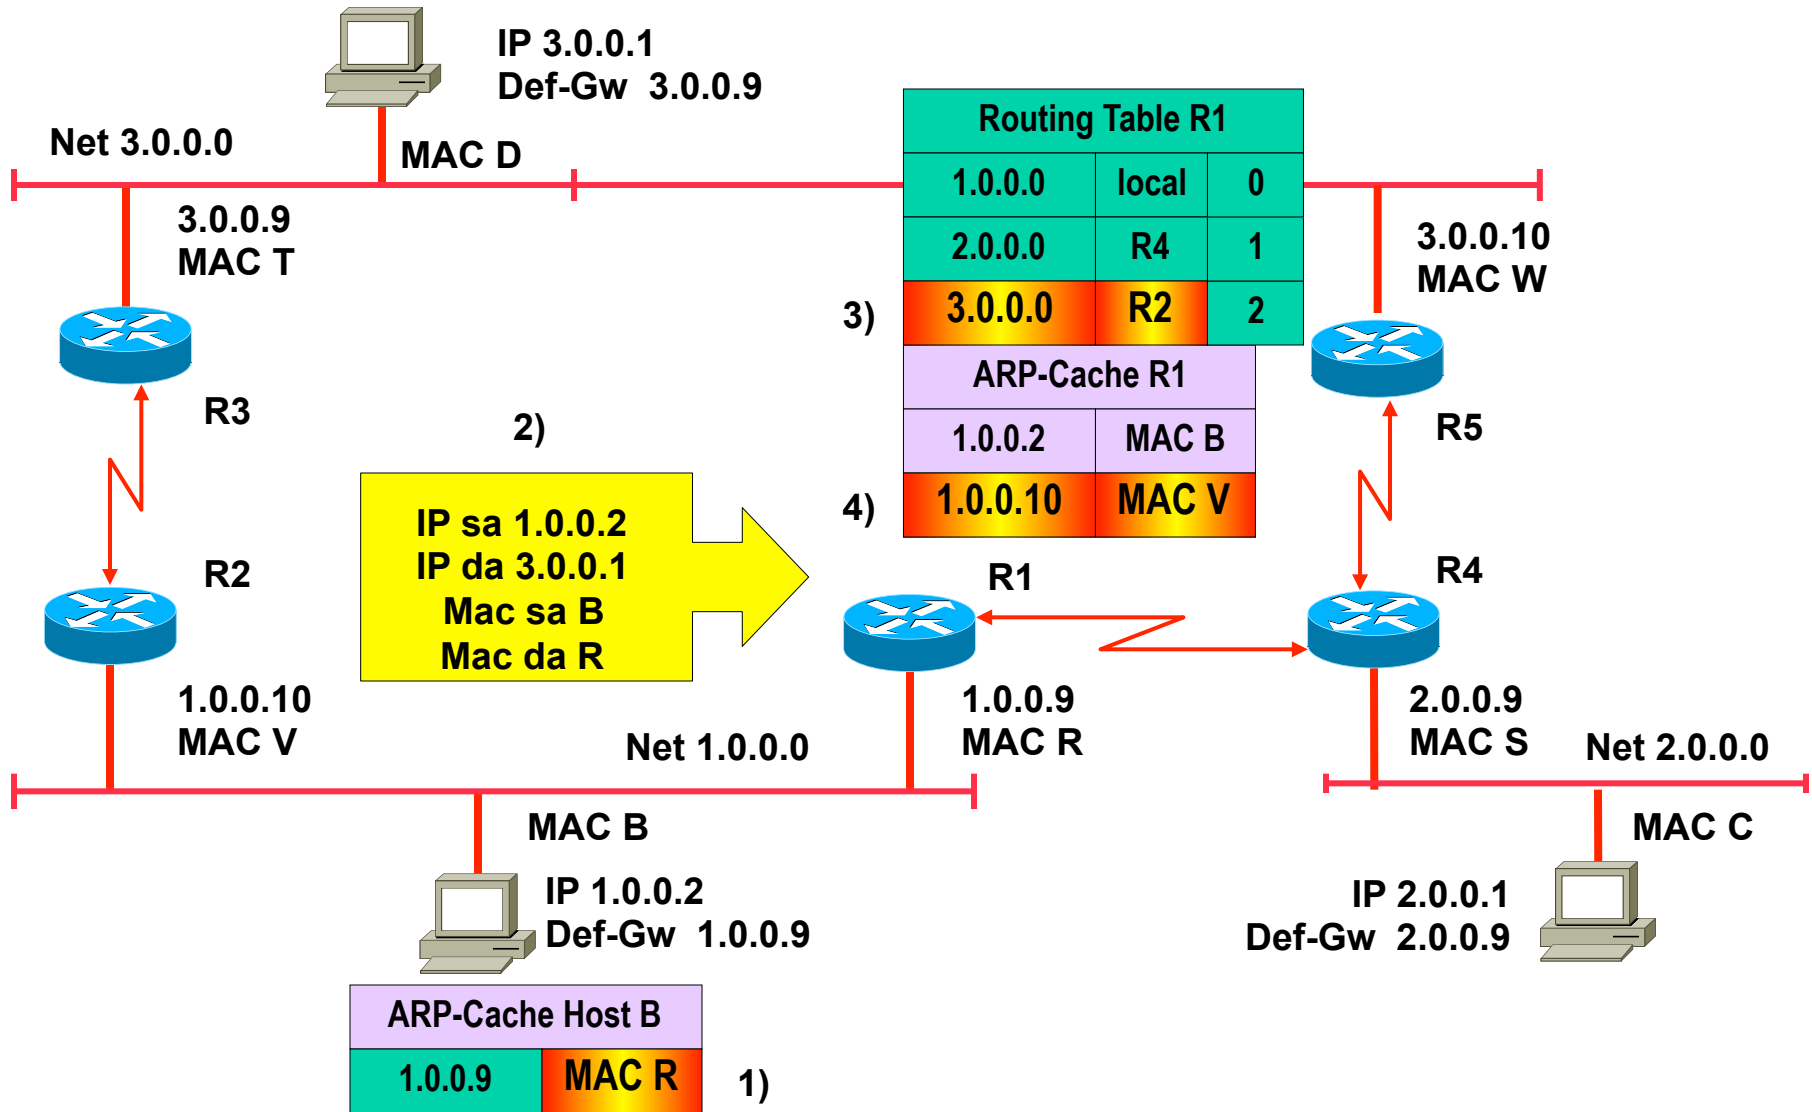 IP 3.0.0.1
Def-Gw 3.0.0.9
Net 3.0.0.0
MAC D
3.0.0.9
MAC T
Routing Table R1
1.0.0.0 local 0
2.0.0.0 R4 1
3) 3.0.0.0 R2 2
ARP-Cache R1
1.0.0.2 MAC B
4) 1.0.0.10 MAC V
3.0.0.10
MAC W
R3
2)
R5
IP sa 1.0.0.2
IP da 3.0.0.1
Mac sa B
Mac da R
R2
R1
R4
1.0.0.10
MAC V
Net 1.0.0.0
1.0.0.9
MAC R
2.0.0.9
MAC S
Net 2.0.0.0
MAC B
MAC C
IP 1.0.0.2
Def-Gw 1.0.0.9
IP 2.0.0.1
Def-Gw 2.0.0.9
ARP-Cache Host B
1.0.0.9 MAC R 1)